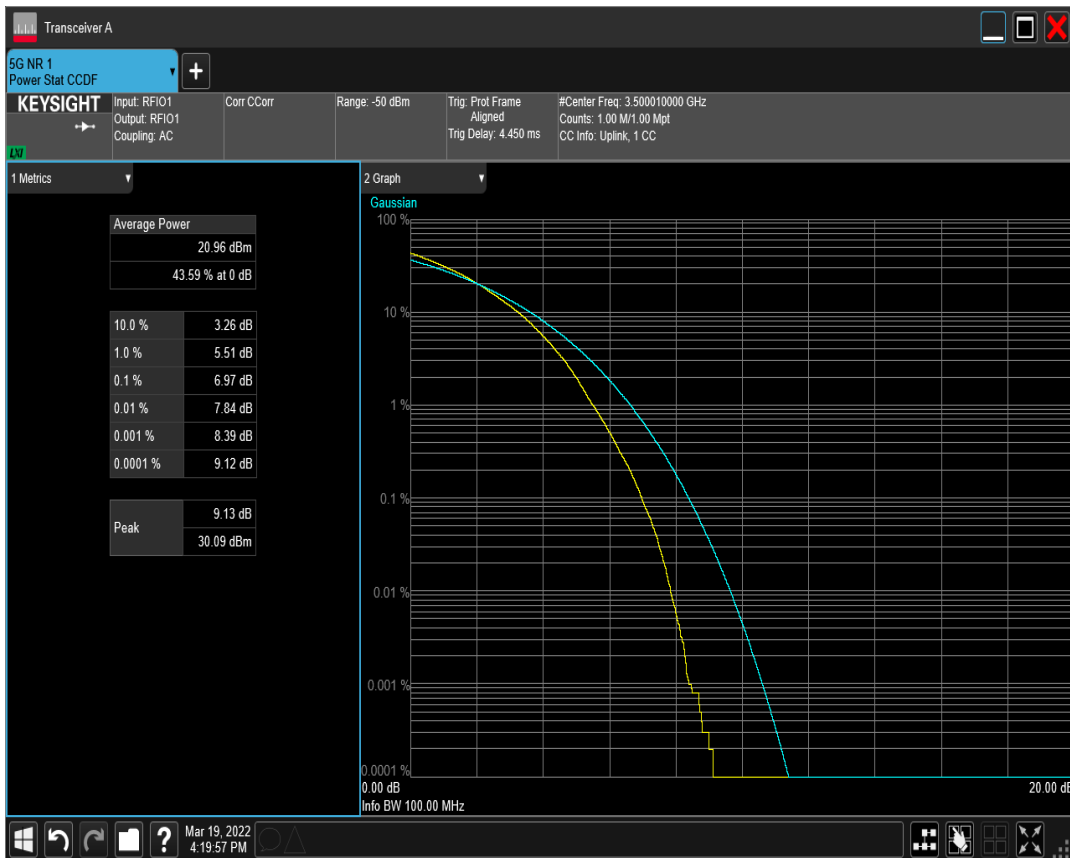 Transceiver A
5G NR 1
Power Stat CCDF
KEYSIGHT
LXI
Input: RFIO1
Output: RFIO1
Coupling: AC
Corr CCorr
Range: -50 dBm
Trig: Prot Frame
Aligned
Trig Delay: 4.450 ms
#Center Freq: 3.500010000 GHz
Counts: 1.00 M/1.00 Mpt
CC Info: Uplink, 1 CC
1 Metrics
Average Power
20.96 dBm
43.59 % at 0 dB
10.0 % 3.26 dB
1.0 % 5.51 dB
0.1 % 6.97 dB
0.01 % 7.84 dB
0.001 % 8.39 dB
0.0001 % 9.12 dB
Peak
9.13 dB
30.09 dBm
2 Graph
Gaussian
100 %
10 %
1 %
0.1 %
0.01 %
0.001 %
0.0001 %
0.00 dB 20.00 dB
Info BW 100.00 MHz
Mar 19, 2022
4:19:57 PM